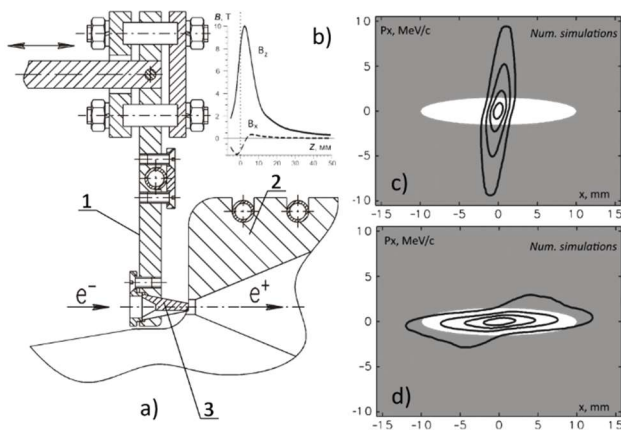 B, T
b)
10
8
6
4
2
0
Bz
Bx
0 10 20 30 40 50
Z, мм
1
2
e⁻
e⁺
3
a)
Px, MeV/c
Num. simulations
10
5
0
-5
-10
c)
x, mm
-15 -10 -5 0 5 10 15
Px, MeV/c
Num. simulations
10
5
0
-5
-10
d)
x, mm
-15 -10 -5 0 5 10 15